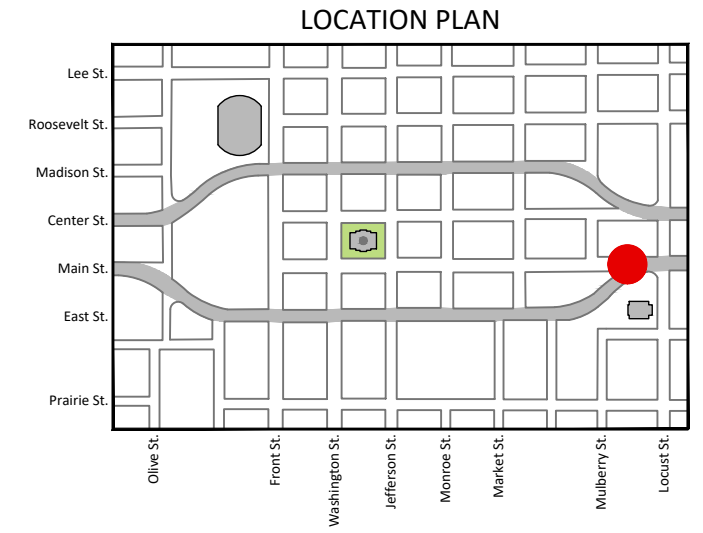 LOCATION PLAN
Lee St.
Roosevelt St.
Madison St.
Center St.
Main St.
East St.
Prairie St.
Olive St.
Front St.
Washington St.
Jefferson St.
Monroe St.
Market St.
Mulberry St.
Locust St.